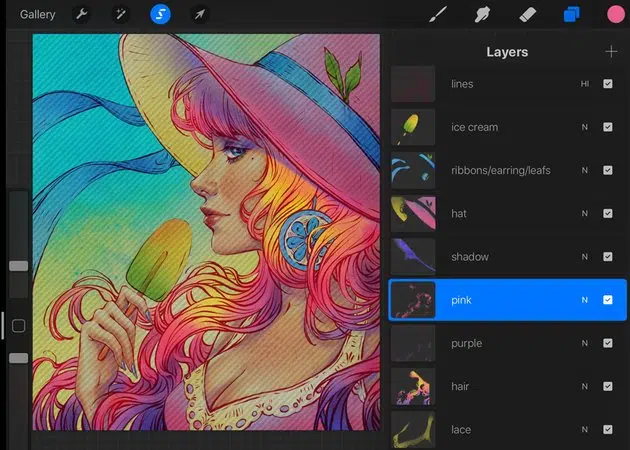 Gallery
Layers
lines HI
ice cream N
ribbons/earring/leafs N
hat N
shadow N
pink N
purple N
hair N
lace N